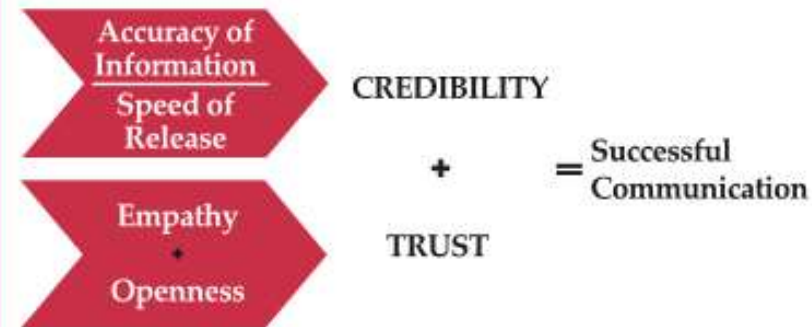 Accuracy of
Information
Speed of
Release
CREDIBILITY
+
= Successful
Communication
Empathy
+
Openness
TRUST